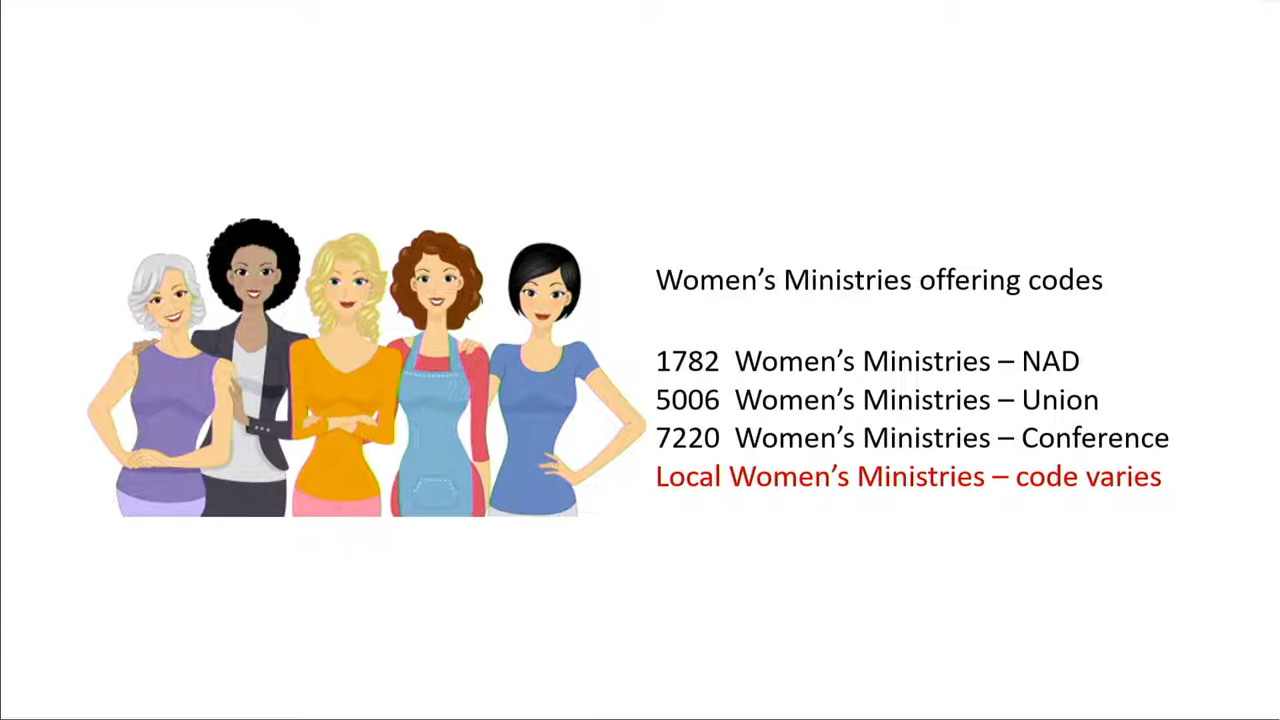 Women’s Ministries offering codes
1782 Women’s Ministries – NAD
5006 Women’s Ministries – Union
7220 Women’s Ministries – Conference
Local Women’s Ministries – code varies